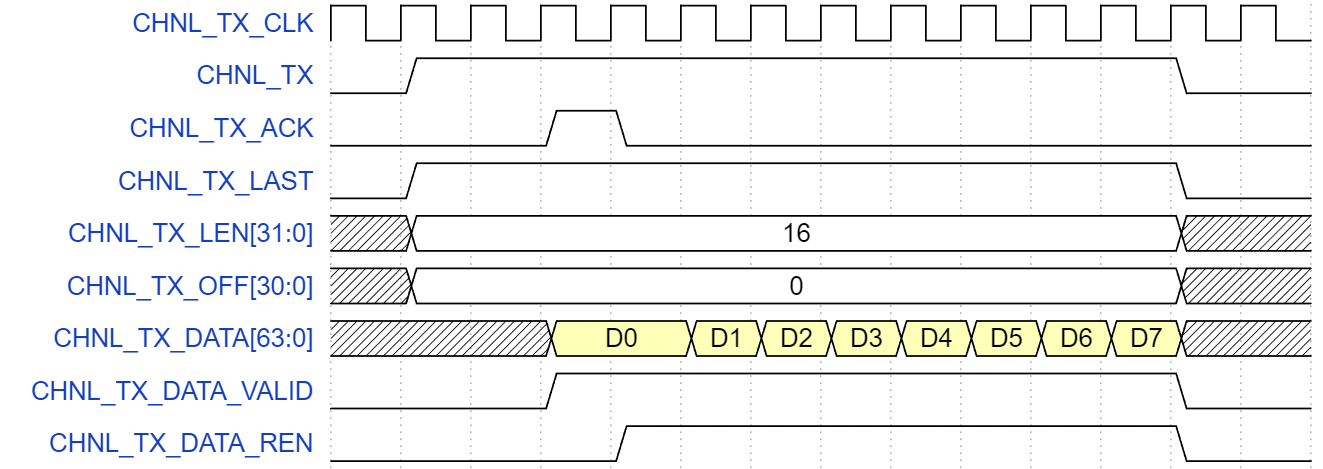 CHNL_TX_CLK
CHNL_TX
CHNL_TX_ACK
CHNL_TX_LAST
CHNL_TX_LEN[31:0] 16
CHNL_TX_OFF[30:0] 0
CHNL_TX_DATA[63:0] D0 D1 D2 D3 D4 D5 D6 D7
CHNL_TX_DATA_VALID
CHNL_TX_DATA_REN